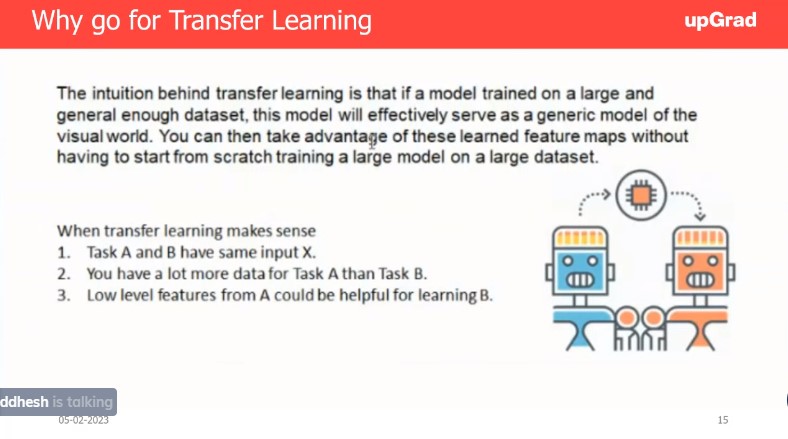 Why go for Transfer Learning
upGrad
The intuition behind transfer learning is that if a model trained on a large and
general enough dataset, this model will effectively serve as a generic model of the
visual world. You can then take advantage of these learned feature maps without
having to start from scratch training a large model on a large dataset.
When transfer learning makes sense
1. Task A and B have same input X.
2. You have a lot more data for Task A than Task B.
3. Low level features from A could be helpful for learning B.
ddhesh is talking
05-02-2023
15